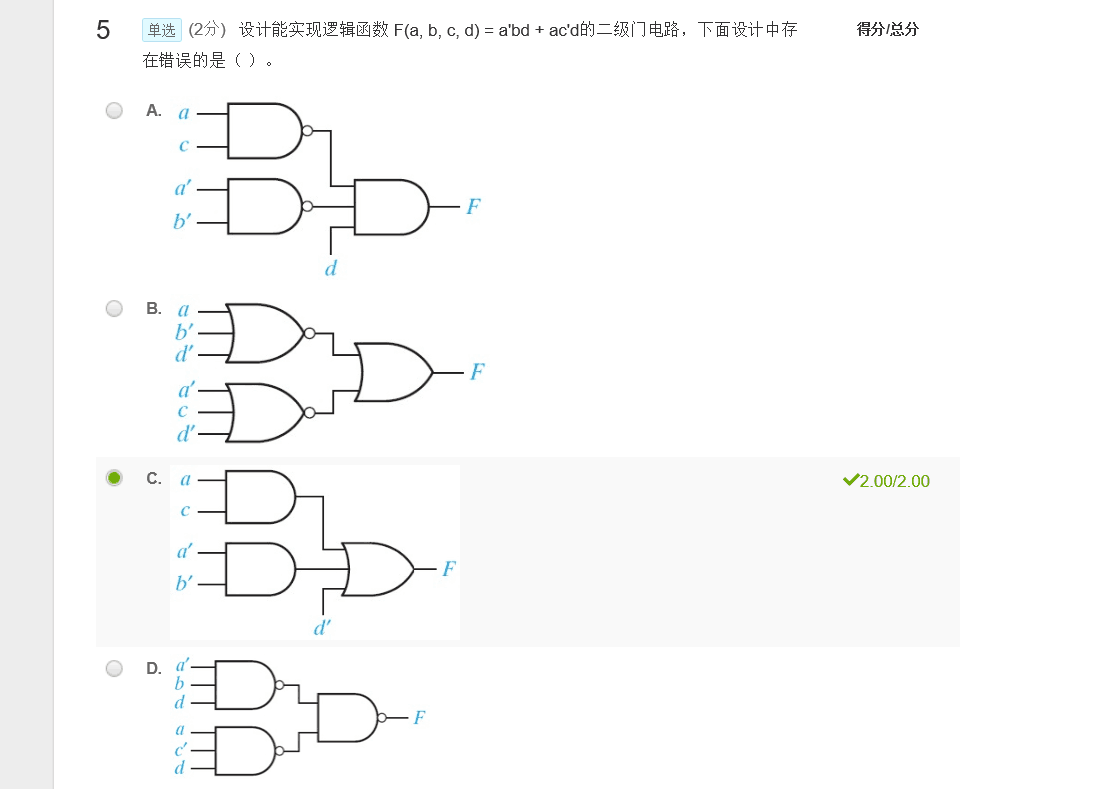 5 单选 (2分) 设计能实现逻辑函数 F(a, b, c, d) = a'bd + ac'd的二级门电路，下面设计中存 得分/总分
在错误的是（ ）。
A. a
c
a′
b′
F
d
B. a
b′
d′
a′
c
d′
F
C. a
c
a′
b′
F
d′
2.00/2.00
D. a′
b
d
a
c′
d
F